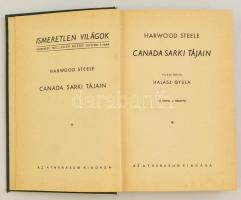 ISMERETLEN VILÁGOK
CANADA SARKI TÁJAIN
AZ ATHENAEUM KIADÁSA
HARWOOD STEELE
CANADA SARKI TÁJAIN
HALÁSZ GYULA
AZ ATHENAEUM KIADÁSA
HARWOOD STEELE
darabanth